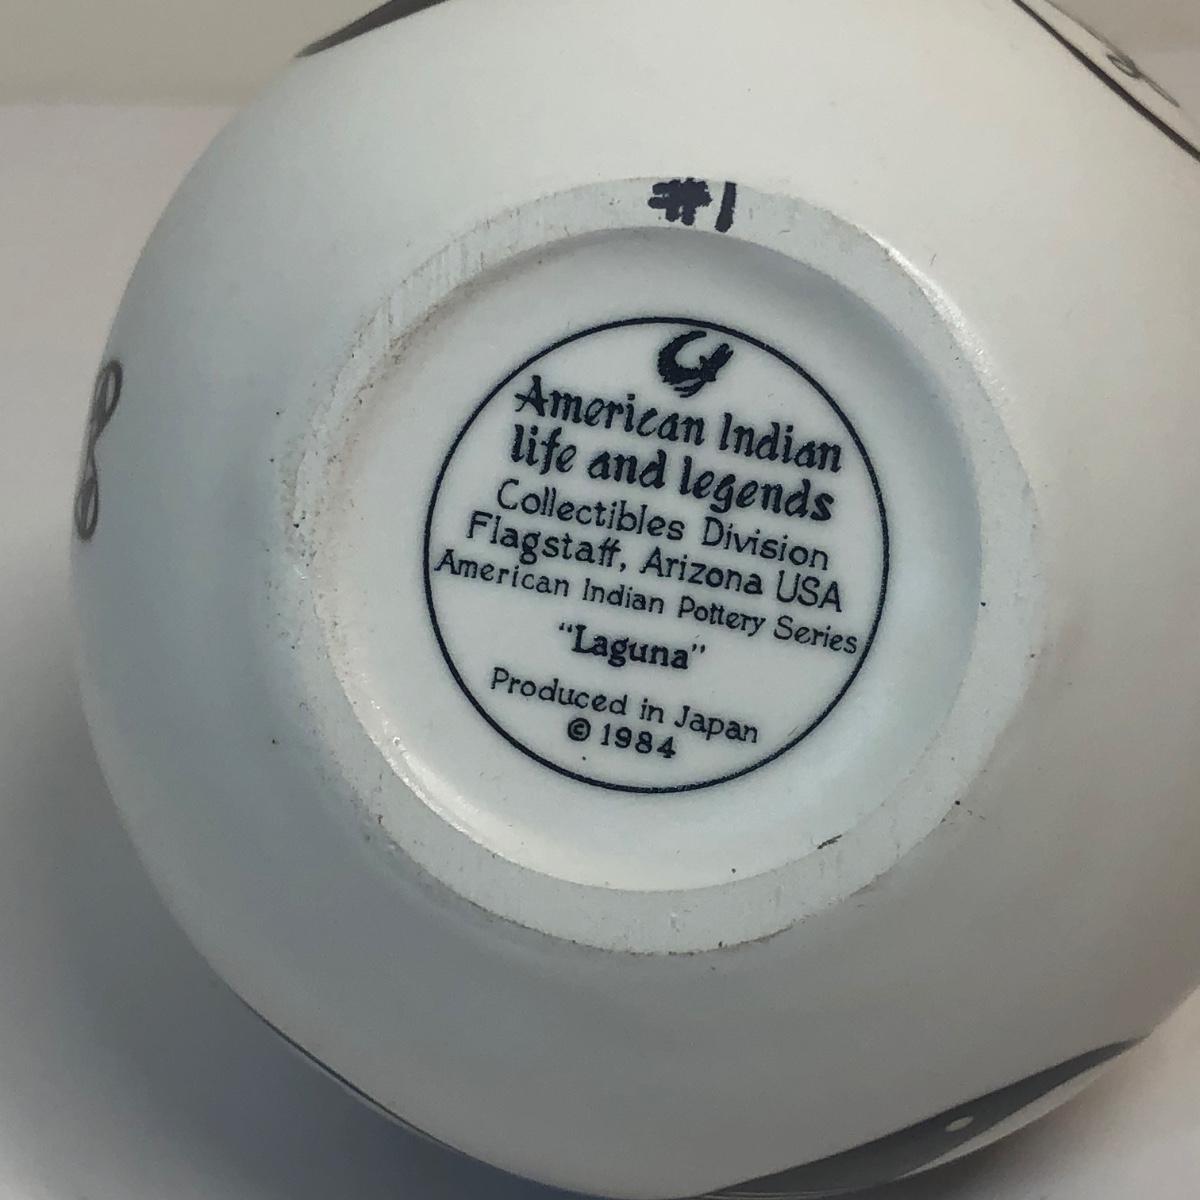 #1
American Indian
life and legends
Collectibles Division
Flagstaff, Arizona USA
American Indian Pottery Series
"Laguna"
Produced in Japan
© 1984